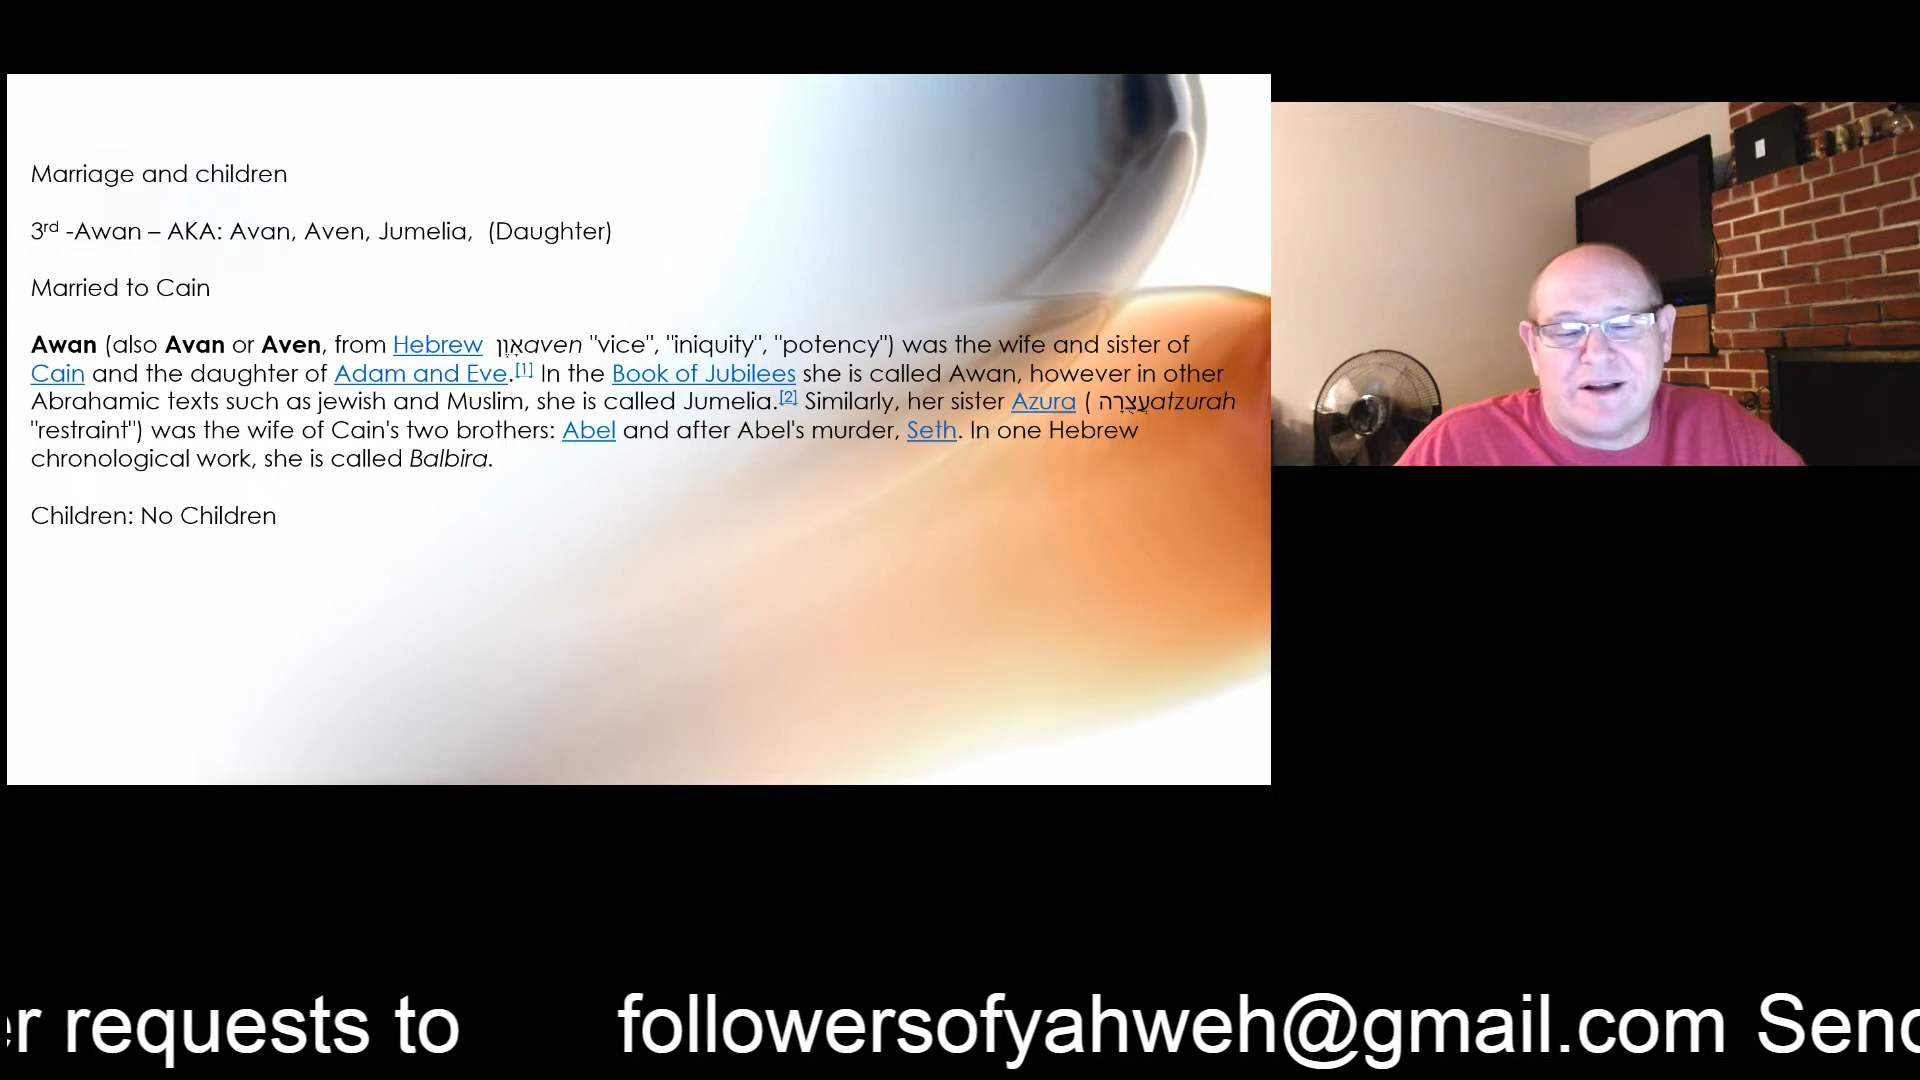 Marriage and children
3rd -Awan – AKA: Avan, Aven, Jumelia,  (Daughter)
Married to Cain
Awan (also Avan or Aven, from Hebrew אָוֶן aven "vice", "iniquity", "potency") was the wife and sister of
Cain and the daughter of Adam and Eve.[1] In the Book of Jubilees she is called Awan, however in other
Abrahamic texts such as jewish and Muslim, she is called Jumelia.[2] Similarly, her sister Azura ( עֲצֻרָה atzurah
"restraint") was the wife of Cain's two brothers: Abel and after Abel's murder, Seth. In one Hebrew
chronological work, she is called Balbira.
Children: No Children
er requests to followersofyahweh@gmail.com Send